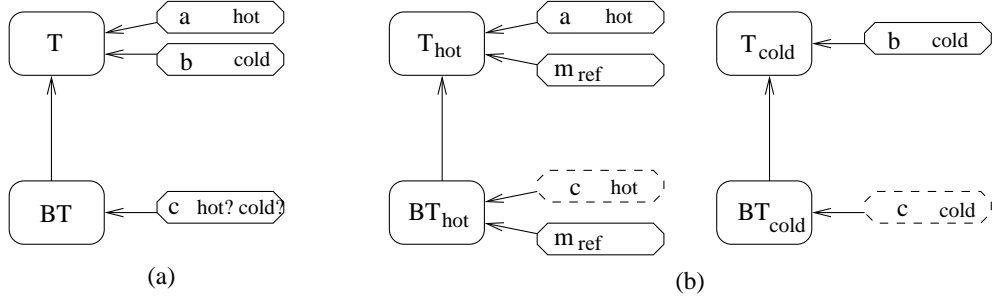 T
a hot
b cold
BT
c hot? cold?
(a)
T hot
a hot
m ref
BT hot
c hot
m ref
T cold
b cold
BT cold
c cold
(b)